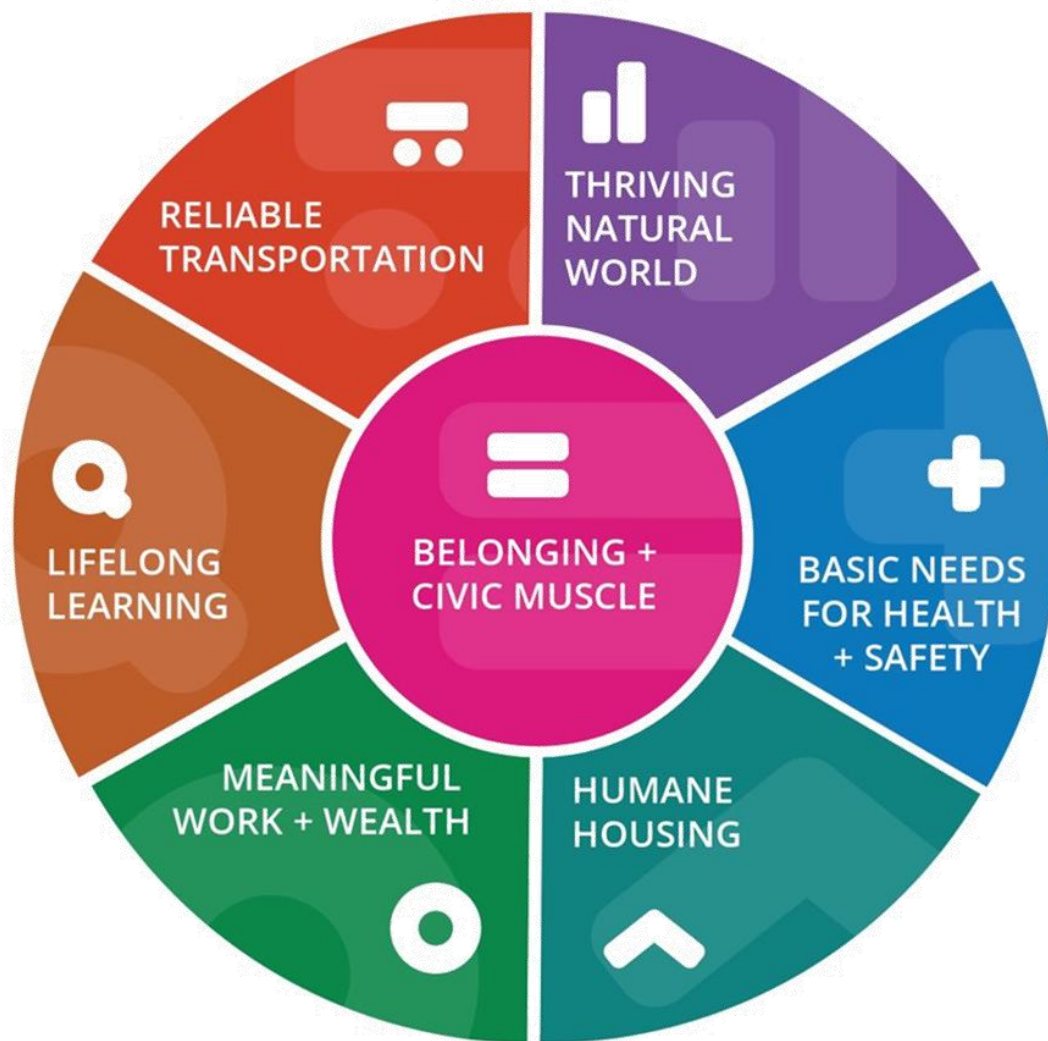 THRIVING
NATURAL
WORLD
BASIC NEEDS
FOR HEALTH
+ SAFETY
HUMANE
HOUSING
MEANINGFUL
WORK + WEALTH
LIFELONG
LEARNING
RELIABLE
TRANSPORTATION
BELONGING +
CIVIC MUSCLE